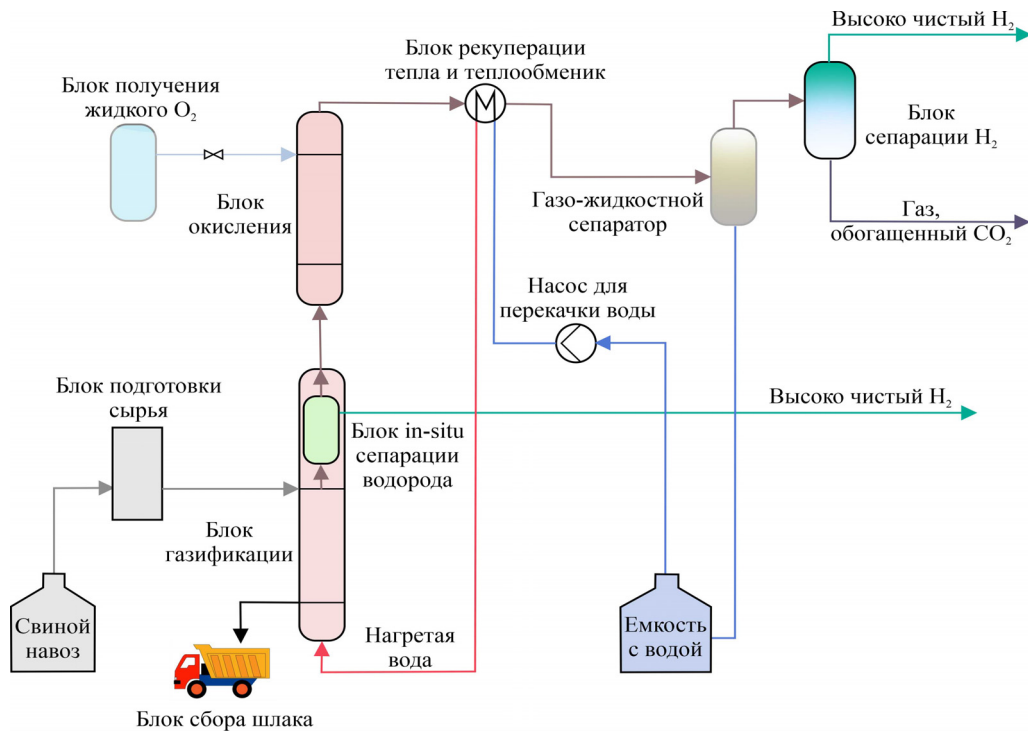 Высоко чистый H₂
Блок рекуперации
тепла и теплообменик
Блок получения
жидкого O₂
Блок
сепарации H₂
Блок
окисления
Газо-жидкостной
сепаратор
Газ,
обогащенный CO₂
Насос для
перекачки воды
Блок подготовки
сырья
Высоко чистый H₂
Блок in-situ
сепарации
водорода
Блок
газификации
Свиной
навоз
Нагретая
вода
Емкость
с водой
Блок сбора шлака